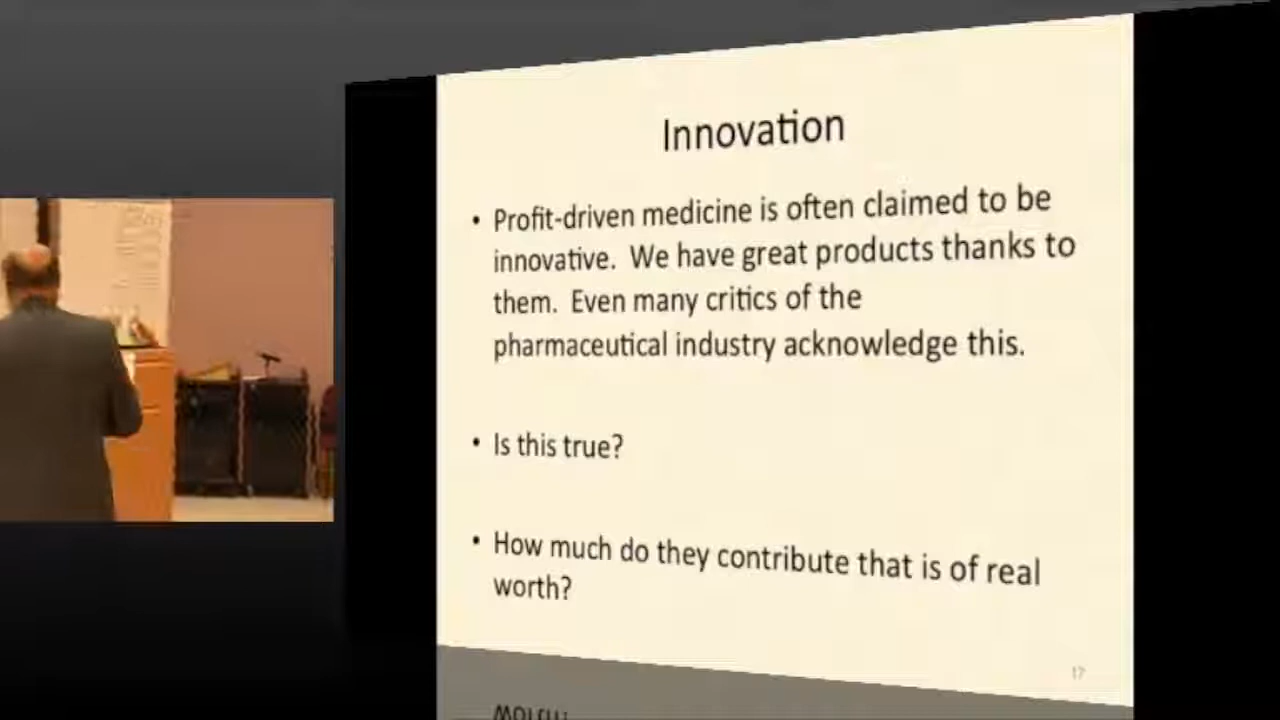 Innovation
• Profit-driven medicine is often claimed to be
innovative. We have great products thanks to
them. Even many critics of the
pharmaceutical industry acknowledge this.
• Is this true?
• How much do they contribute that is of real
worth?
17